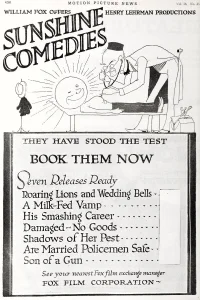 MOTION PICTURE NEWS
WILLIAM FOX OFFERS
HENRY LEHRMAN PRODUCTIONS
SUNSHINE
COMEDIES
THEY HAVE STOOD THE TEST
BOOK THEM NOW
Seven Releases Ready
Roaring Lions and Wedding Bells
A Milk-Fed Vamp
His Smashing Career
Damaged—No Goods
Shadows of Her Pest
Are Married Policemen Safe
Son of a Gun
See your nearest Fox film exchange manager
FOX FILM CORPORATION